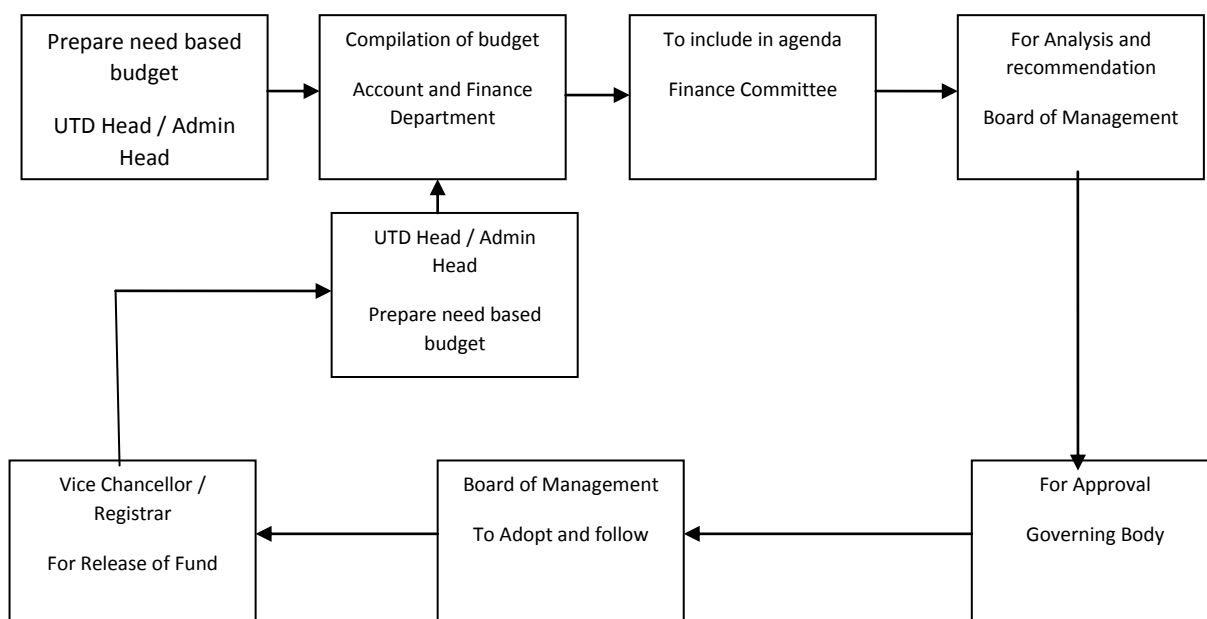 Prepare need based
budget
UTD Head / Admin
Head
Compilation of budget
Account and Finance
Department
To include in agenda
Finance Committee
For Analysis and
recommendation
Board of Management
UTD Head / Admin
Head
Prepare need based
budget
Vice Chancellor /
Registrar
For Release of Fund
Board of Management
To Adopt and follow
For Approval
Governing Body